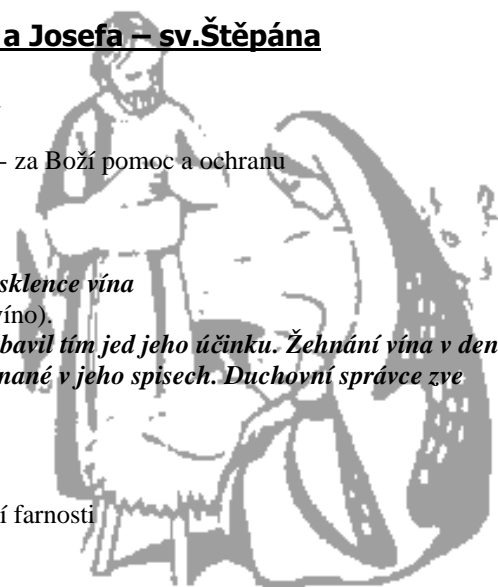 a Josefa – sv.Štěpána
- za Boží pomoc a ochranu
sklence vína
víno).
bavil tím jed jeho účinku. Žehnání vína v den
nané v jeho spisech. Duchovní správce zve
í farnosti